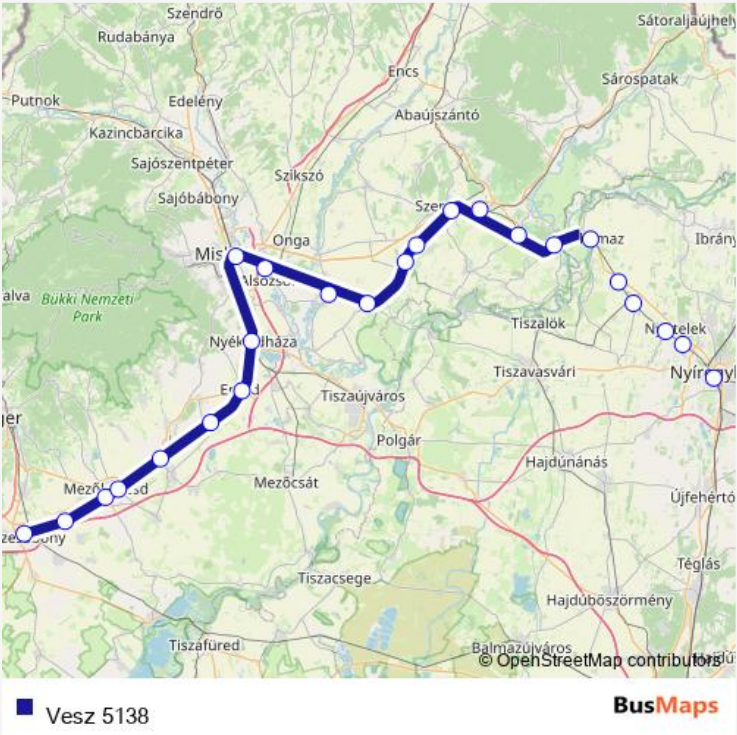 Szendrő
Sátoraljaújhely
Rudabánya
Encs
Sárospatak
Putnok
Edelény
Abaújszántó
Kazincbarcika
Sajószentpéter
Szikszó
Sajóbábony
Onga
Ibrány
Bükki Nemzeti
Park
Tiszalök
Tiszavasvári
Tiszaújváros
Polgár
Hajdúnánás
Mezőcsát
Újfehértó
Téglás
Tiszacsege
Hajdúböszörmény
Tiszafüred
Balmazújváros
© OpenStreetMap contributors
Vesz 5138
BusMaps